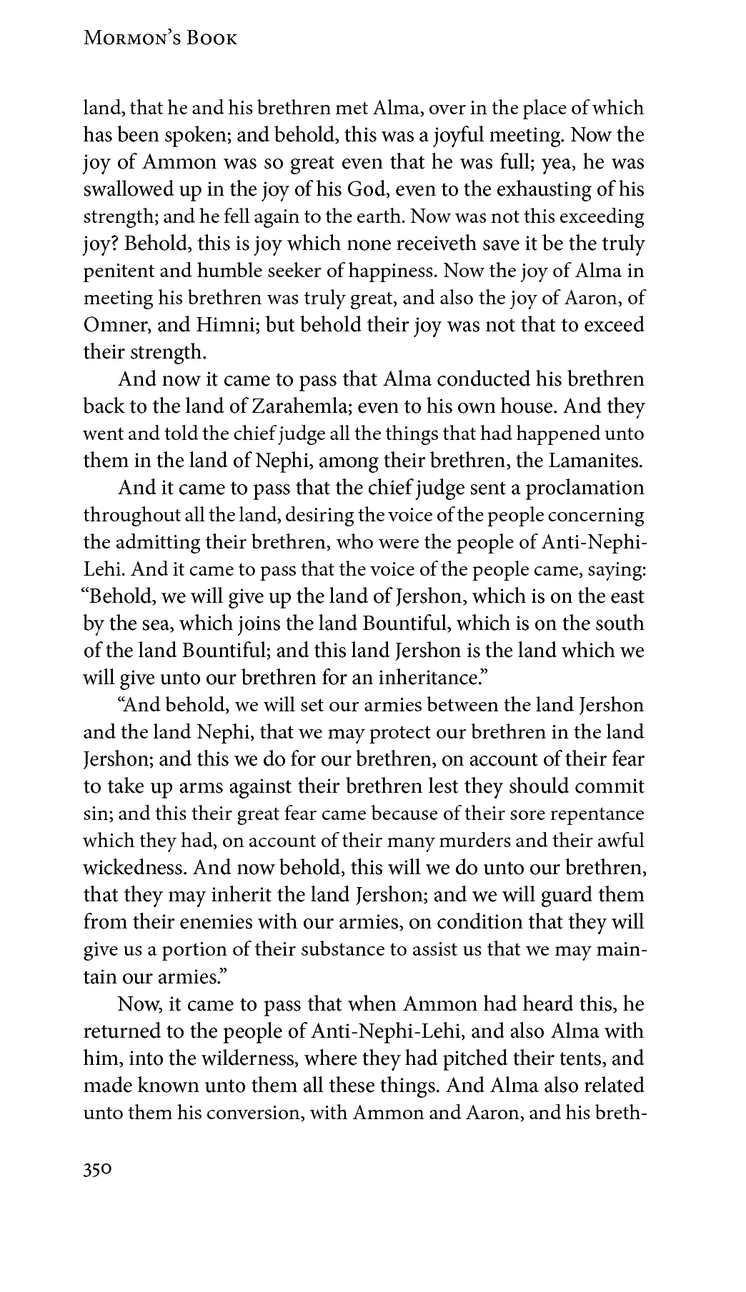 Mormon's Book
land, that he and his brethren met Alma, over in the place of which
has been spoken; and behold, this was a joyful meeting. Now the
joy of Ammon was so great even that he was full; yea, he was
swallowed up in the joy of his God, even to the exhausting of his
strength; and he fell again to the earth. Now was not this exceeding
joy? Behold, this is joy which none receiveth save it be the truly
penitent and humble seeker of happiness. Now the joy of Alma in
meeting his brethren was truly great, and also the joy of Aaron, of
Omner, and Himni; but behold their joy was not that to exceed
their strength.
And now it came to pass that Alma conducted his brethren
back to the land of Zarahemla; even to his own house. And they
went and told the chief judge all the things that had happened unto
them in the land of Nephi, among their brethren, the Lamanites.
And it came to pass that the chief judge sent a proclamation
throughout all the land, desiring the voice of the people concerning
the admitting their brethren, who were the people of Anti-Nephi-
Lehi. And it came to pass that the voice of the people came, saying:
“Behold, we will give up the land of Jershon, which is on the east
by the sea, which joins the land Bountiful, which is on the south
of the land Bountiful; and this land Jershon is the land which we
will give unto our brethren for an inheritance.”
“And behold, we will set our armies between the land Jershon
and the land Nephi, that we may protect our brethren in the land
Jershon; and this we do for our brethren, on account of their fear
to take up arms against their brethren lest they should commit
sin; and this their great fear came because of their sore repentance
which they had, on account of their many murders and their awful
wickedness. And now behold, this will we do unto our brethren,
that they may inherit the land Jershon; and we will guard them
from their enemies with our armies, on condition that they will
give us a portion of their substance to assist us that we may main-
tain our armies.”
Now, it came to pass that when Ammon had heard this, he
returned to the people of Anti-Nephi-Lehi, and also Alma with
him, into the wilderness, where they had pitched their tents, and
made known unto them all these things. And Alma also related
unto them his conversion, with Ammon and Aaron, and his breth-
350